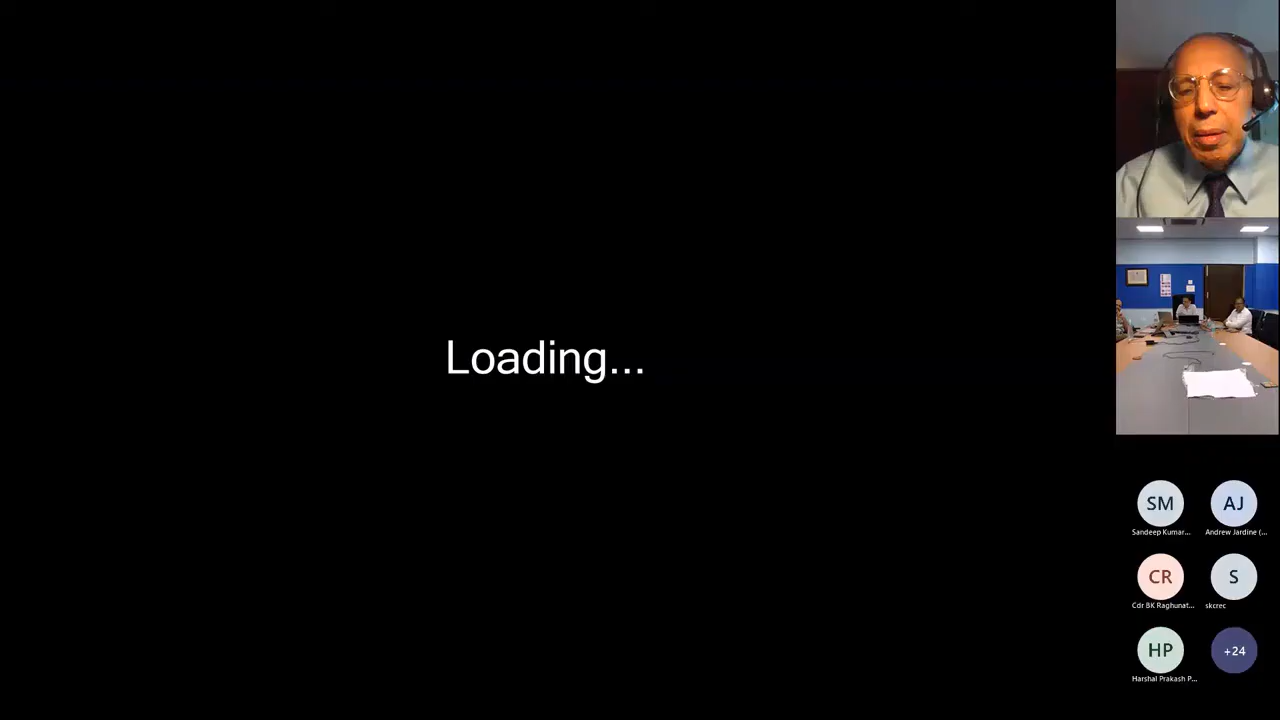 Loading...
SM
AJ
Sandeep Kumar...
Andrew Jardine (...
CR
S
Cdr BK Raghunat...
skcrec
HP
+24
Harshal Prakash P...